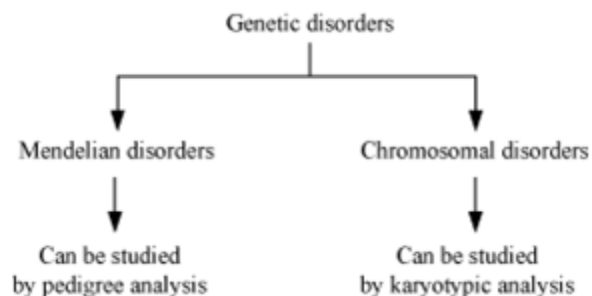 Genetic disorders
Mendelian disorders
Chromosomal disorders
Can be studied
by pedigree analysis
Can be studied
by karyotypic analysis